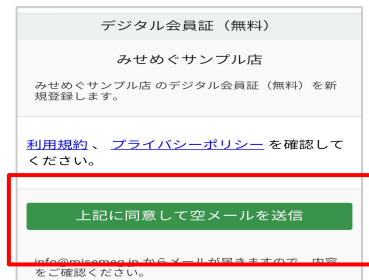 デジタル会員証（無料）
みせめぐサンプル店
みせめぐサンプル店 のデジタル会員証（無料）を新
規登録します。
利用規約 、 プライバシーポリシー を確認して
ください。
上記に同意して空メールを送信
info@misemeg.jp からメールが届きますので、内容
をご確認ください。